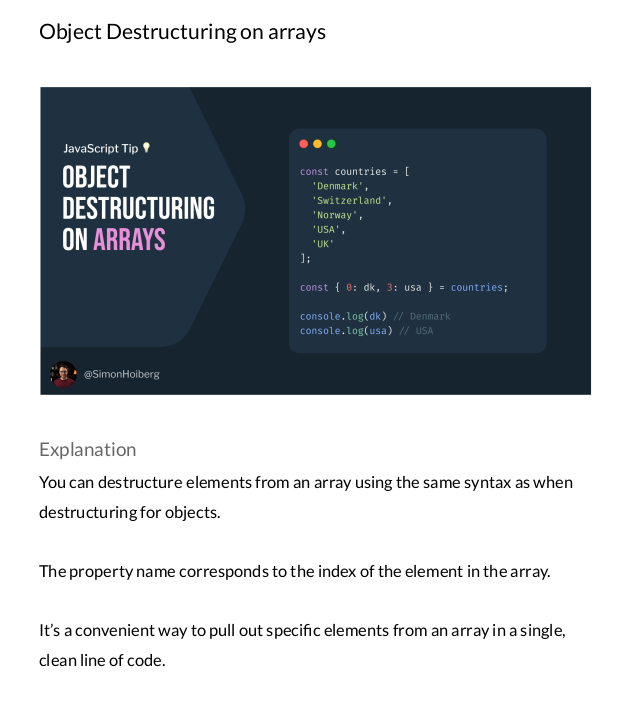 Object Destructuring on arrays
JavaScript Tip
OBJECT
DESTRUCTURING
ON ARRAYS
const countries = [
  'Denmark',
  'Switzerland',
  'Norway',
  'USA',
  'UK'
];
const { 0: dk, 3: usa } = countries;
console.log(dk) // Denmark
console.log(usa) // USA
@SimonHoiberg
Explanation
You can destructure elements from an array using the same syntax as when
destructuring for objects.
The property name corresponds to the index of the element in the array.
It’s a convenient way to pull out specific elements from an array in a single,
clean line of code.